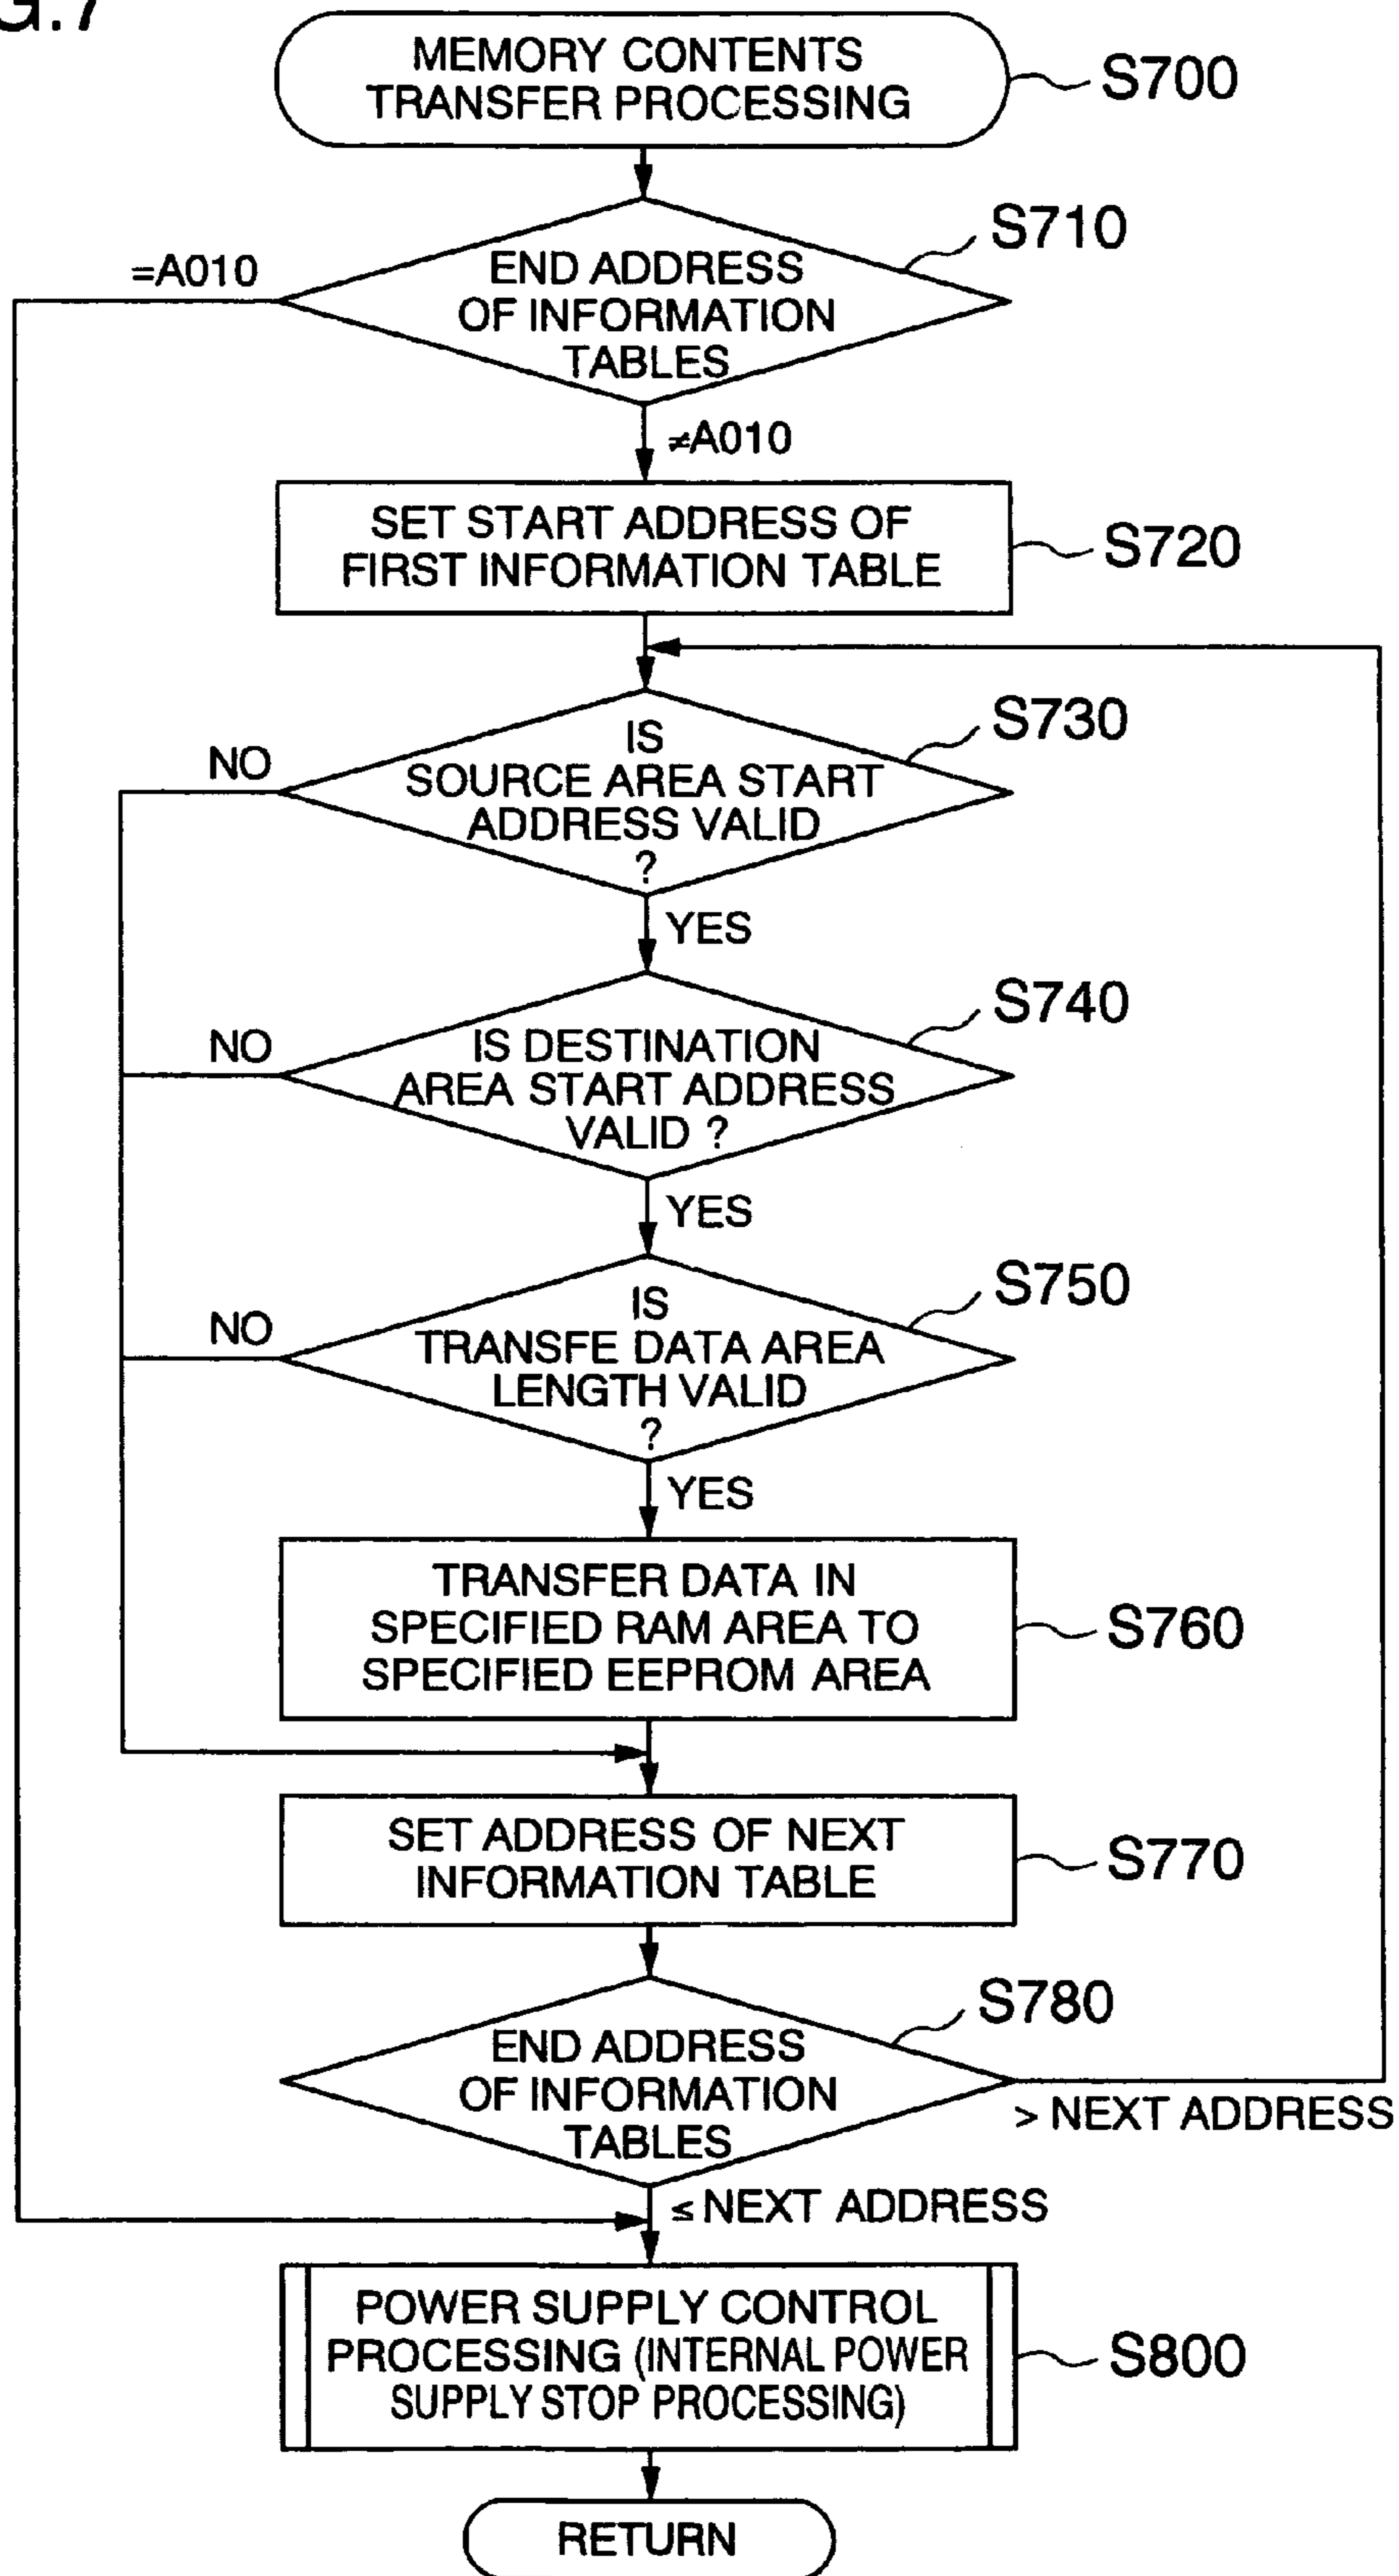 G.7
MEMORY CONTENTS
TRANSFER PROCESSING
S700
S710
=A010
END ADDRESS
OF INFORMATION
TABLES
≠A010
SET START ADDRESS OF
FIRST INFORMATION TABLE
S720
S730
NO
IS
SOURCE AREA START
ADDRESS VALID
?
YES
S740
NO
IS DESTINATION
AREA START ADDRESS
VALID ?
YES
S750
NO
IS
TRANSFE DATA AREA
LENGTH VALID
?
YES
TRANSFER DATA IN
SPECIFIED RAM AREA TO
SPECIFIED EEPROM AREA
S760
SET ADDRESS OF NEXT
INFORMATION TABLE
S770
S780
END ADDRESS
OF INFORMATION
TABLES
> NEXT ADDRESS
≤ NEXT ADDRESS
POWER SUPPLY CONTROL
PROCESSING (INTERNAL POWER
SUPPLY STOP PROCESSING)
S800
RETURN